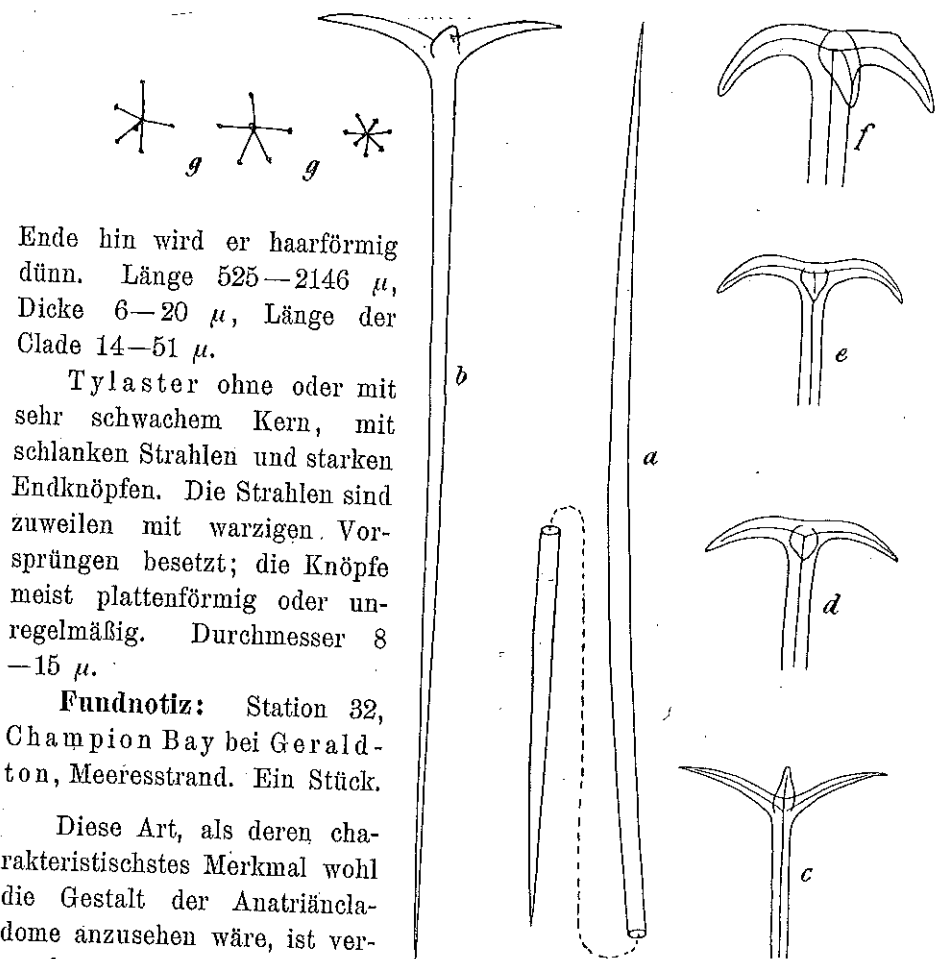 g
g
b
a
f
e
d
c
Ende hin wird er haarförmig
dünn. Länge 525—2146 μ,
Dicke 6—20 μ, Länge der
Clade 14—51 μ.
Tylaster ohne oder mit
sehr schwachem Kern, mit
schlanken Strahlen und starken
Endknöpfen. Die Strahlen sind
zuweilen mit warzigen Vor-
sprüngen besetzt; die Knöpfe
meist plattenförmig oder un-
regelmäßig. Durchmesser 8
—15 μ.
Fundnotiz: Station 32,
Champion Bay bei Gerald-
ton, Meeresstrand. Ein Stück.
Diese Art, als deren cha-
rakteristischstes Merkmal wohl
die Gestalt der Anatriäncla-
dome anzusehen wäre, ist ver-